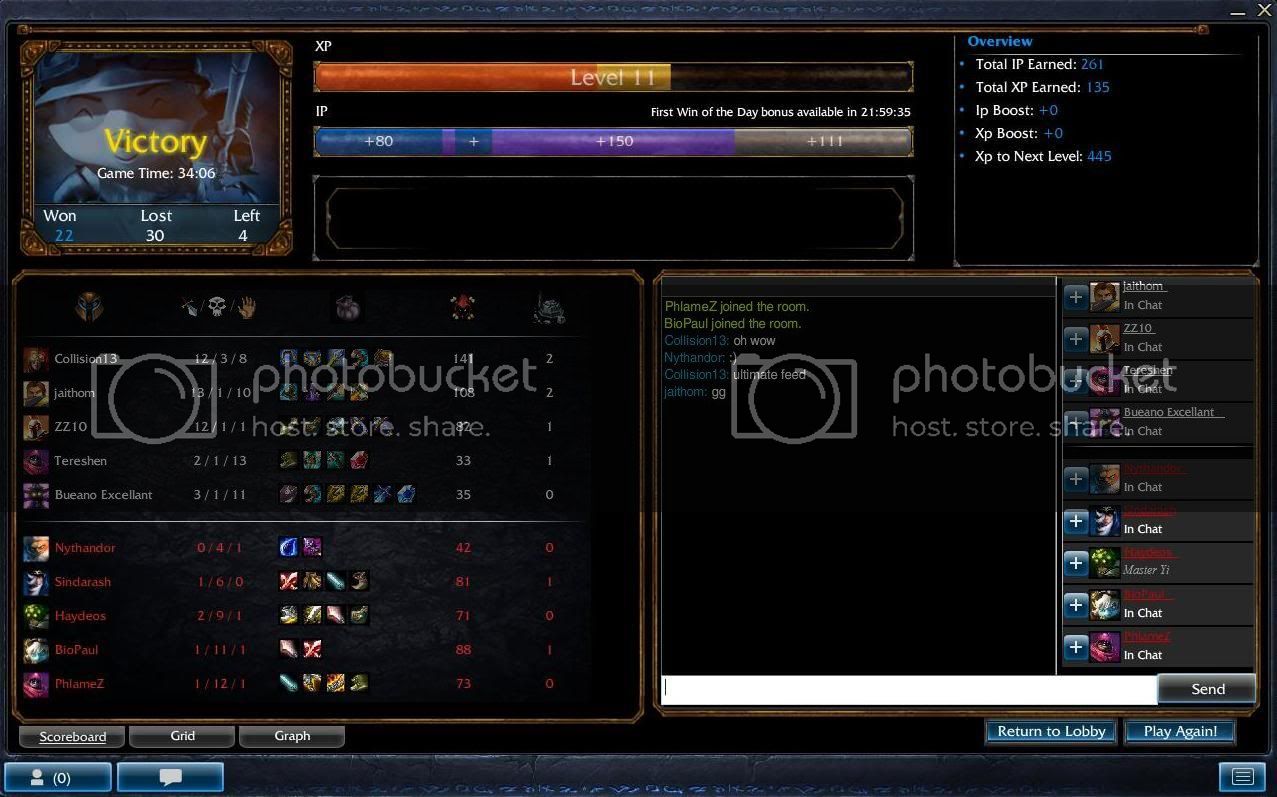 XP
Level 11
IP
First Win of the Day bonus available in 21:59:35
+80 + +150 +111
Victory
Game Time: 34:06
Won Lost Left
22 30 4
Overview
Total IP Earned: 261
Total XP Earned: 135
Ip Boost: +0
Xp Boost: +0
Xp to Next Level: 445
Collision13 12 / 3 / 8 141 2
jaithom 13 / 1 / 10 108 2
ZZ10 12 / 1 / 1 82 1
Tereshen 2 / 1 / 13 33 1
Bueano Excellant 3 / 1 / 11 35 0
Nythandor 0 / 4 / 1 42 0
Sindarash 1 / 6 / 0 81 1
Haydeos 2 / 9 / 1 71 0
BioPaul 1 / 11 / 1 88 1
PhlameZ 1 / 12 / 1 73 0
photobucket
host. store. share.
Scoreboard Grid Graph
PhlameZ joined the room.
BioPaul joined the room.
Collision13: oh wow
Nythandor: :)
Collision13: ultimate feed
jaithom: gg
photobucket
host. store. share.
jaithom
In Chat
ZZ10
In Chat
Tereshen
In Chat
Bueano Excellant
In Chat
Nythandor
In Chat
Sindarash
In Chat
Haydeos
Master Yi
BioPaul
In Chat
PhlameZ
In Chat
Send
Return to Lobby Play Again!
(0)